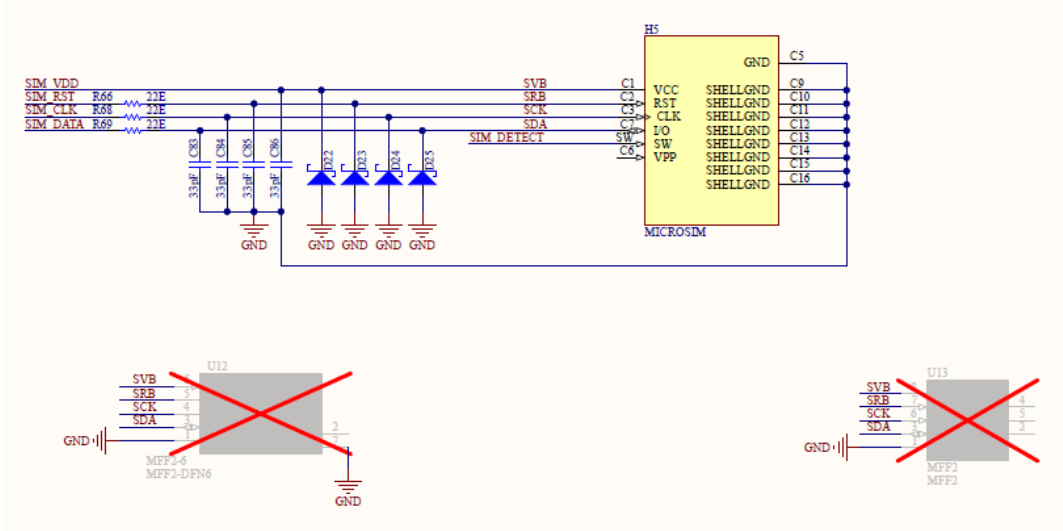 H5
GND C5
SIM_VDD SVB C1 VCC SHELLGND C9
SIM_RST R66 22E SRB C2 RST SHELLGND C10
SIM_CLK R68 22E SCK C3 CLK SHELLGND C11
SIM_DATA R69 22E SDA C7 I/O SHELLGND C12
SIM_DETECT SW SW SHELLGND C13
C6 VPP SHELLGND C14
SHELLGND C15
SHELLGND C16
C83 C84 C85 C86 D22 D23 D24 D25
33pF 33pF 33pF 33pF
MICROSIM
GND GND GND GND GND
U12
SVB
SRB 5
SCK 4
SDA 3
2
GND 1 7
MFF2-6
MFF2-DFN6
GND
U13
SVB 8
SRB 7 4
SCK 6 5
SDA 3 2
GND 1
MFF2
MFF2